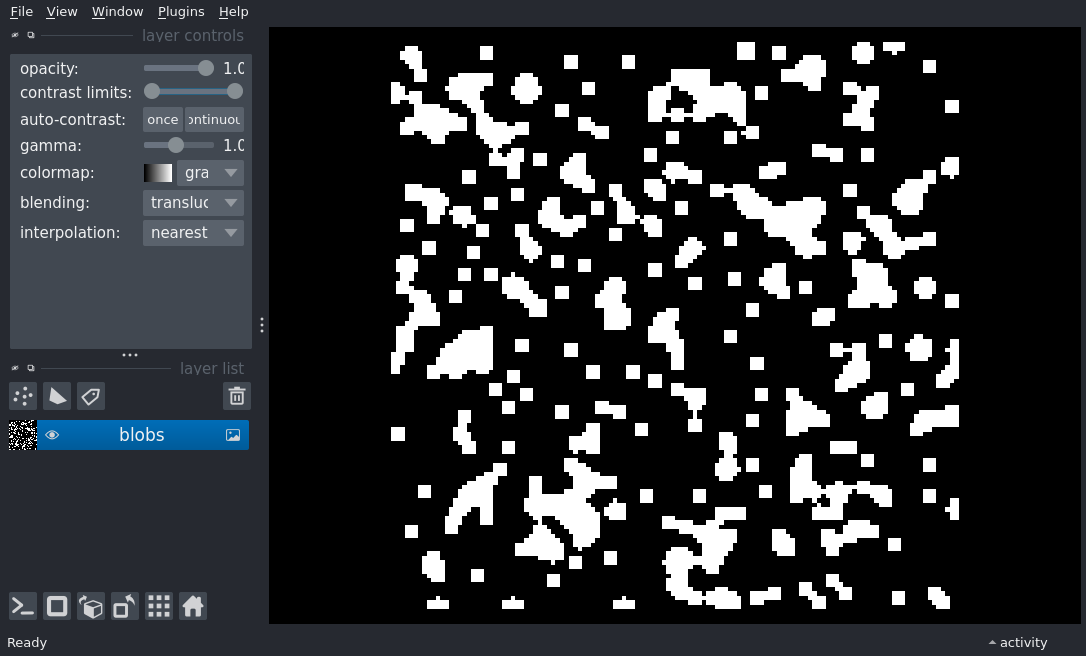 File View Window Plugins Help
layer controls
opacity: 1.0
contrast limits:
auto-contrast: once ontinuou
gamma: 1.0
colormap: gra
blending: transluc
interpolation: nearest
layer list
blobs
Ready
activity